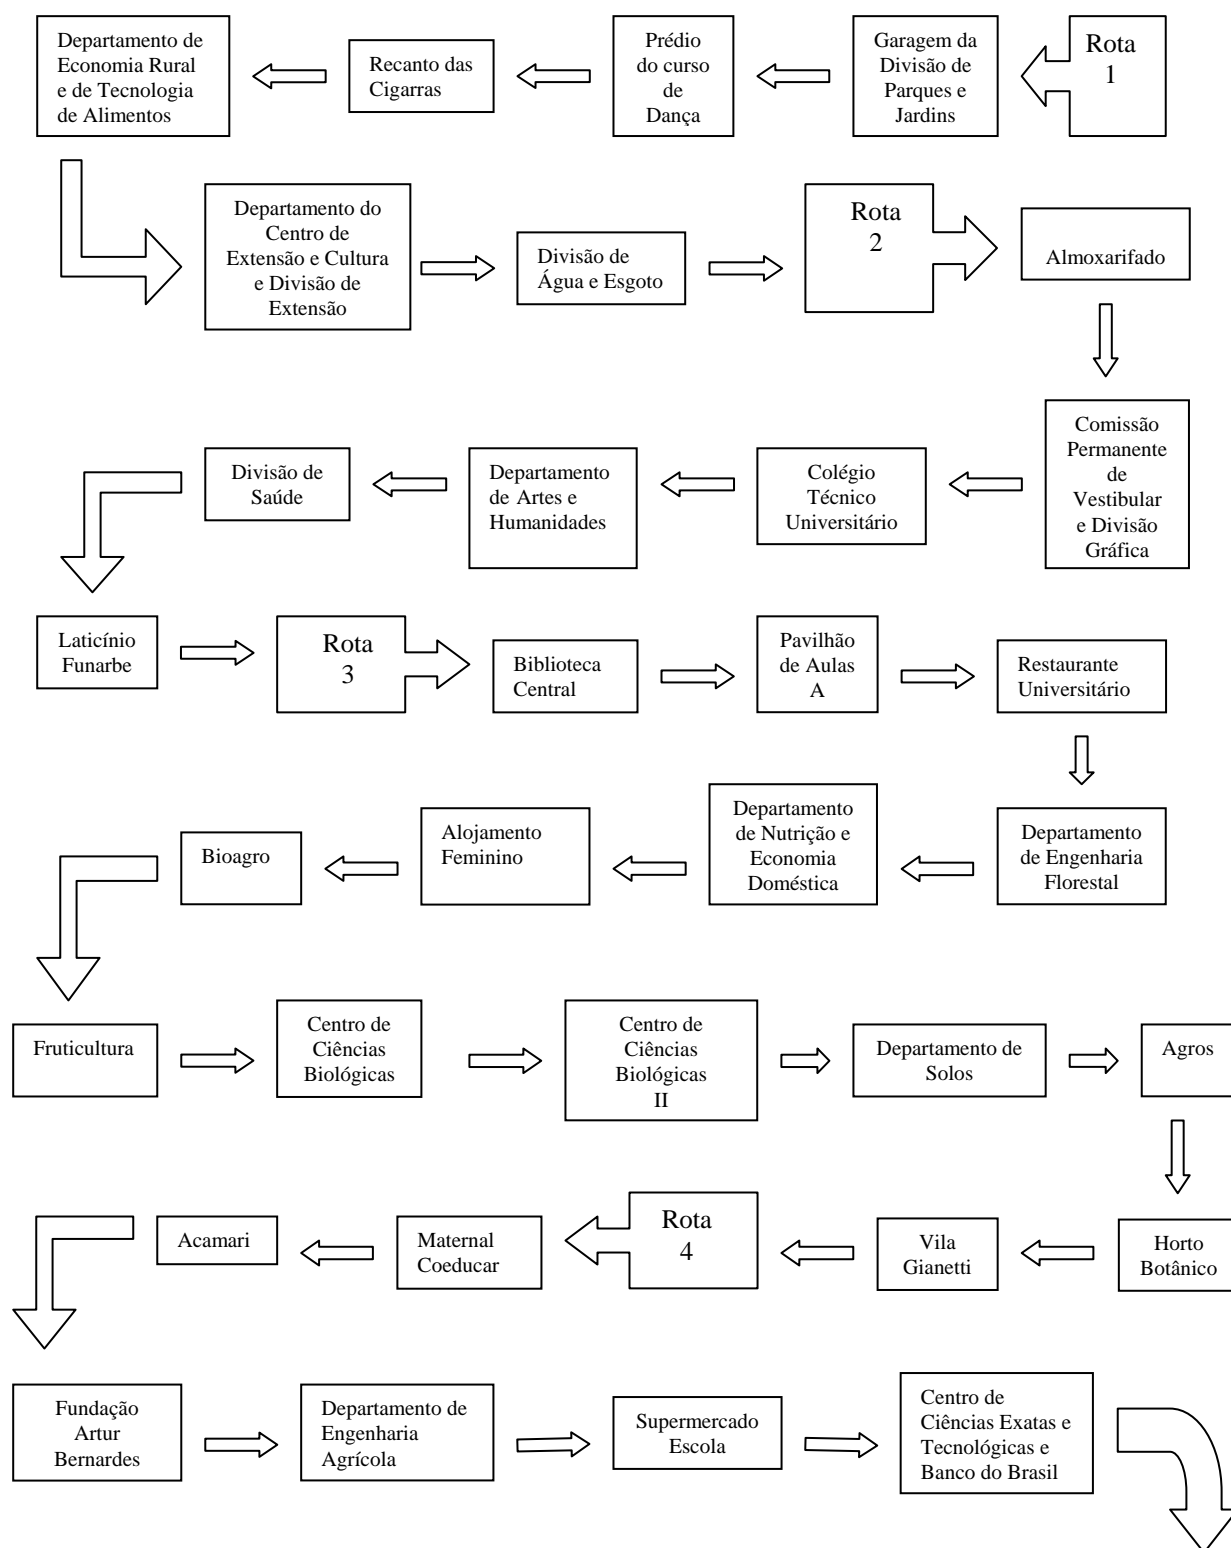 Rota
1
Garagem da
Divisão de
Parques e
Jardins
Prédio
do curso
de
Dança
Recanto das
Cigarras
Departamento de
Economia Rural
e de Tecnologia
de Alimentos
Departamento do
Centro de
Extensão e Cultura
e Divisão de
Extensão
Divisão de
Água e Esgoto
Rota
2
Almoxarifado
Comissão
Permanente
de
Vestibular
e Divisão
Gráfica
Colégio
Técnico
Universitário
Departamento
de Artes e
Humanidades
Divisão de
Saúde
Laticínio
Funarbe
Rota
3
Biblioteca
Central
Pavilhão
de Aulas
A
Restaurante
Universitário
Departamento
de Engenharia
Florestal
Departamento
de Nutrição e
Economia
Doméstica
Alojamento
Feminino
Bioagro
Fruticultura
Centro de
Ciências
Biológicas
Centro de
Ciências
Biológicas
II
Departamento de
Solos
Agros
Horto
Botânico
Vila
Gianetti
Rota
4
Maternal
Coeducar
Acamari
Fundação
Artur
Bernardes
Departamento de
Engenharia
Agrícola
Supermercado
Escola
Centro de
Ciências Exatas e
Tecnológicas e
Banco do Brasil